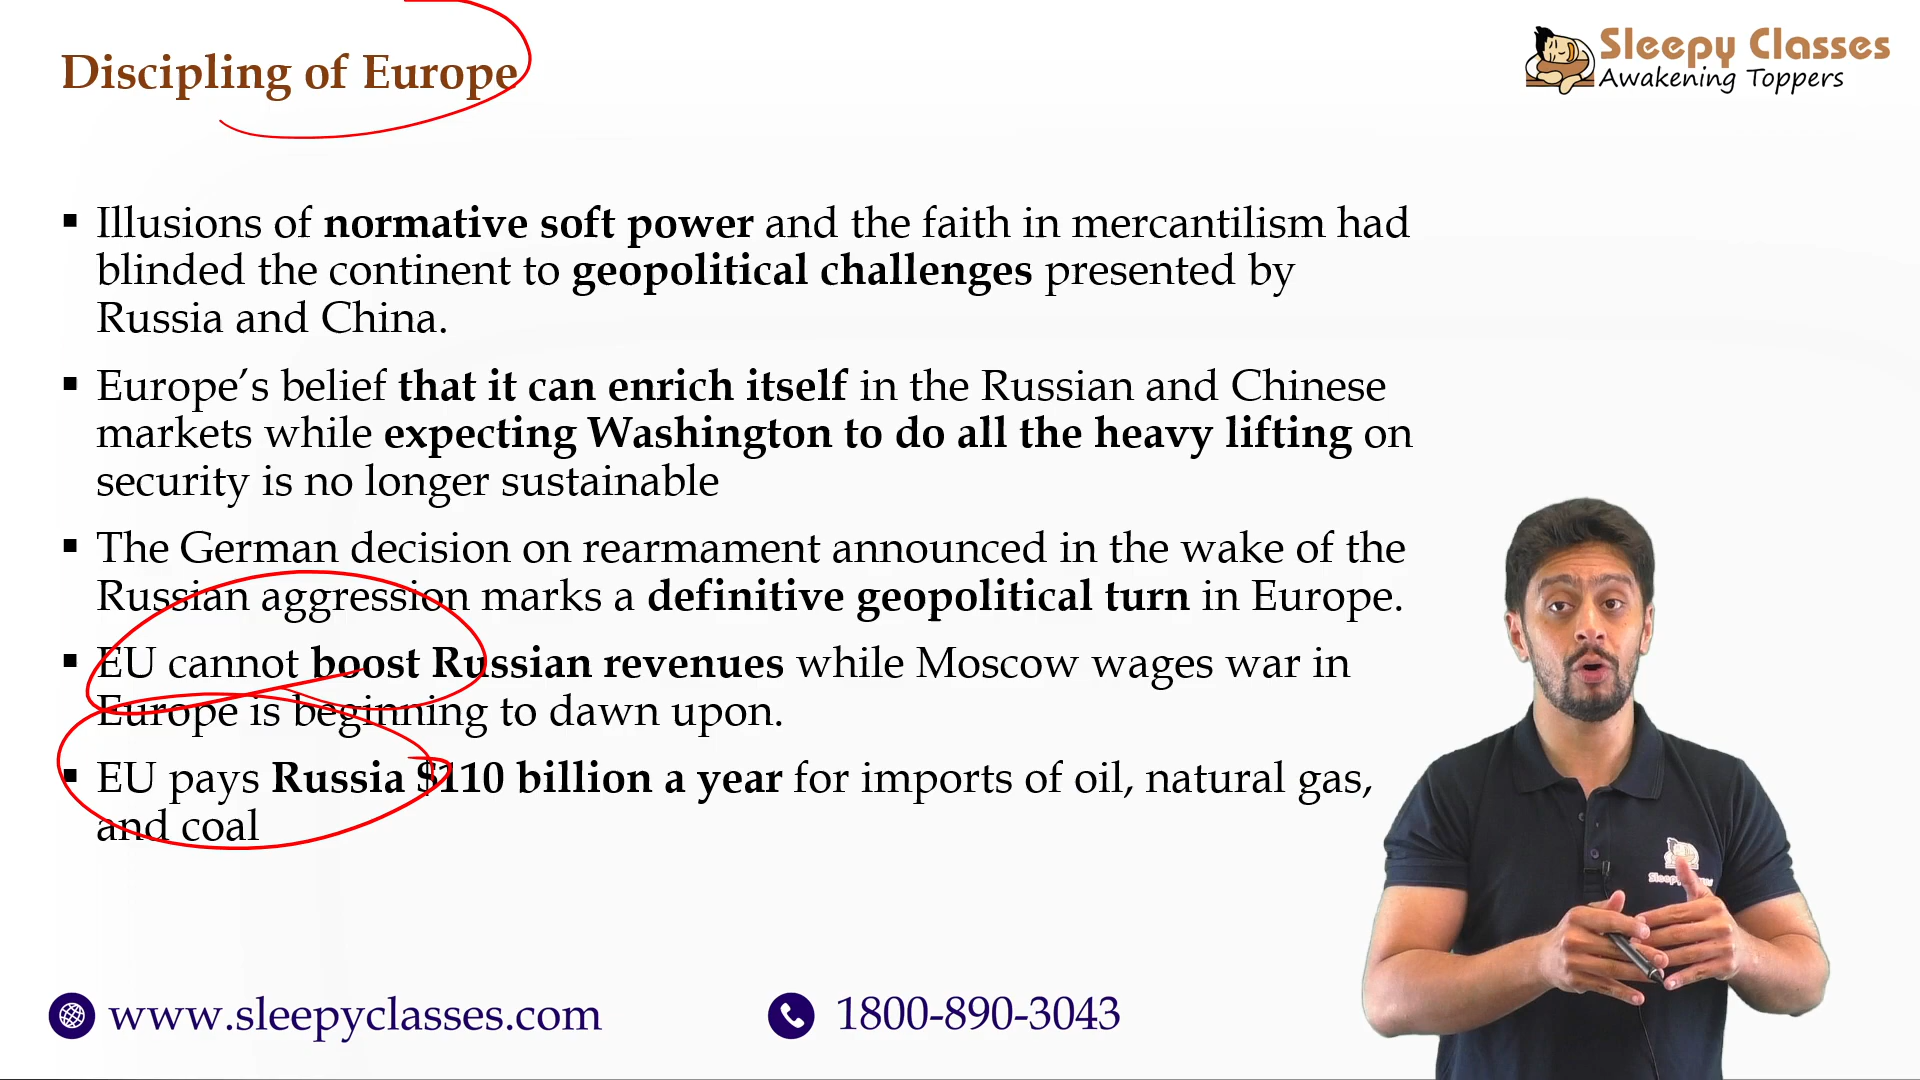 Discipling of Europe
Sleepy Classes
Awakening Toppers
▪ Illusions of normative soft power and the faith in mercantilism had
blinded the continent to geopolitical challenges presented by
Russia and China.
▪ Europe’s belief that it can enrich itself in the Russian and Chinese
markets while expecting Washington to do all the heavy lifting on
security is no longer sustainable
▪ The German decision on rearmament announced in the wake of the
Russian aggression marks a definitive geopolitical turn in Europe.
▪ EU cannot boost Russian revenues while Moscow wages war in
Europe is beginning to dawn upon.
▪ EU pays Russia $110 billion a year for imports of oil, natural gas,
and coal
www.sleepyclasses.com
1800-890-3043